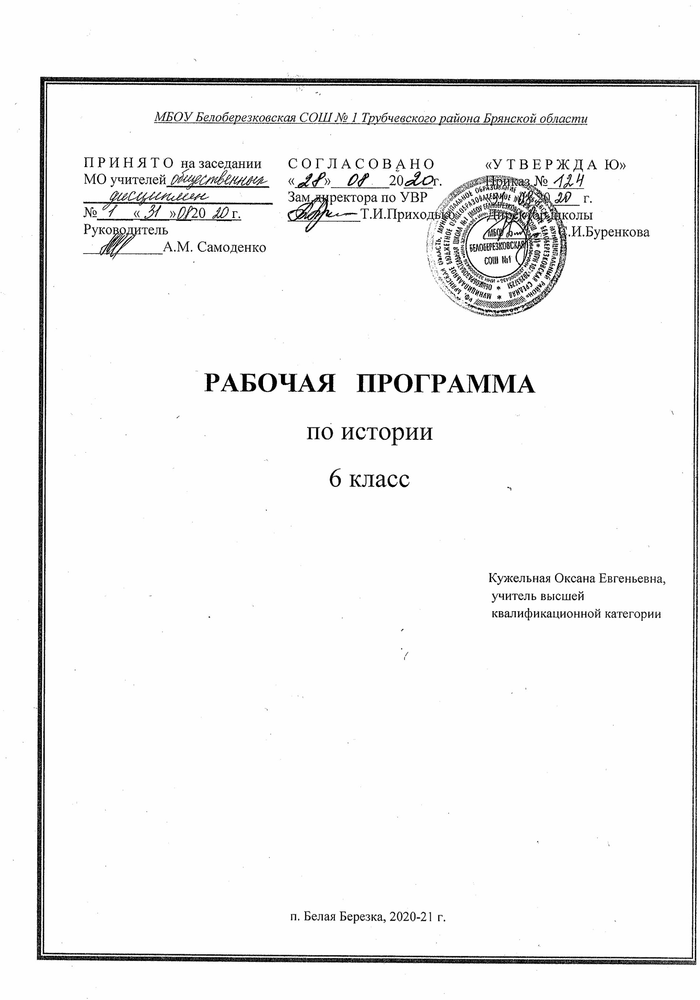 МБОУ Белоберезковская СОШ № 1 Трубчевского района Брянской области
П Р И Н Я Т О на заседании
МО учителей общественных
дисциплин
№ 1 « 31 » 08 20 20 г.
Руководитель
А.М. Самоденко
С О Г Л А С О В А Н О
« 28 » 08 20 20 г.
Зам.директора по УВР
Т.И.Приходько
«У Т В Е Р Ж Д А Ю»
Приказ № 124
31 08 20 20 г.
Директор школы
С.И.Буренкова
МБОУ
БЕЛОБЕРЕЗКОВСКАЯ
СОШ №1
РАБОЧАЯ ПРОГРАММА
по истории
6 класс
Кужельная Оксана Евгеньевна,
учитель высшей
квалификационной категории
п. Белая Березка, 2020-21 г.